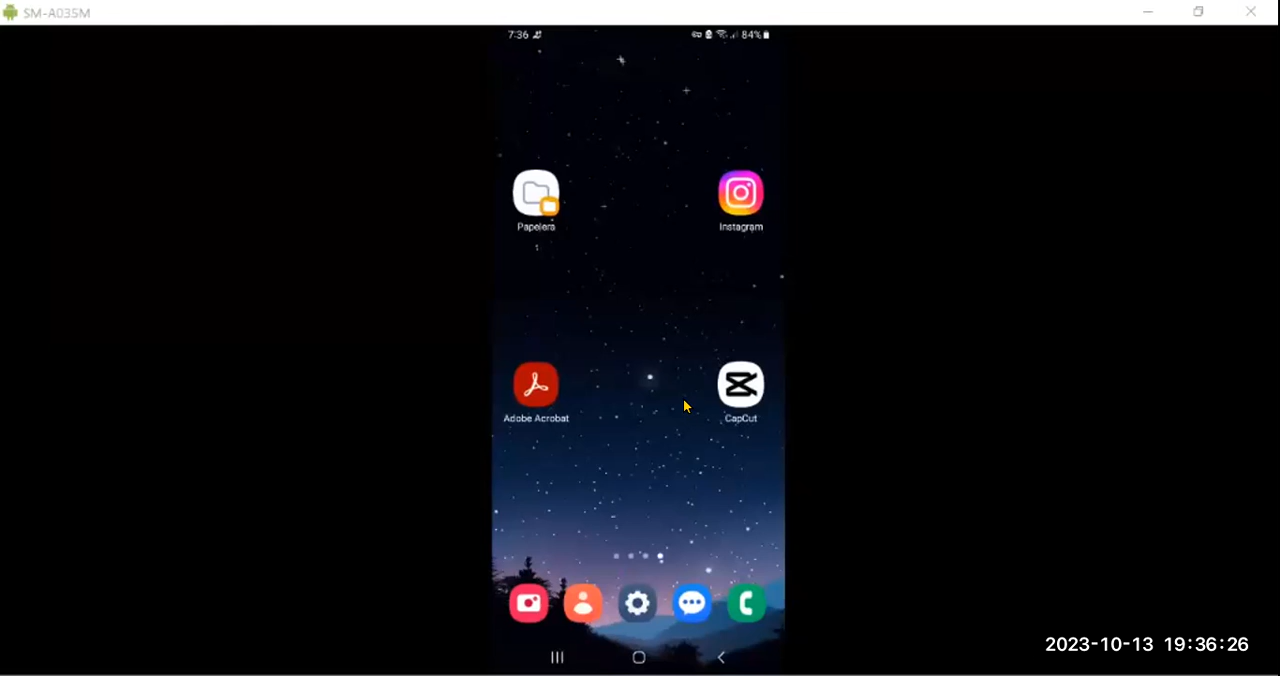 SM-A035M
7:36
84%
Papelera
Instagram
Adobe Acrobat
CapCut
2023-10-13 19:36:26